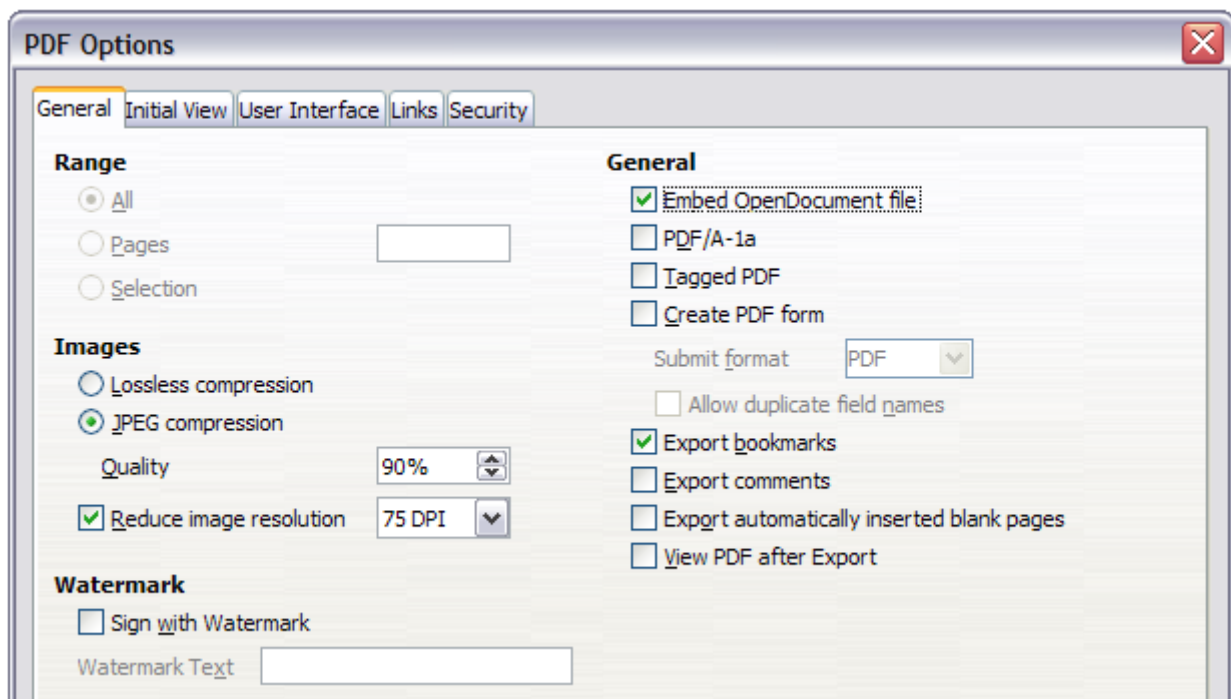 PDF Options
General Initial View User Interface Links Security
Range
All
Pages
Selection
Images
Lossless compression
JPEG compression
Quality 90%
Reduce image resolution 75 DPI
Watermark
Sign with Watermark
Watermark Text
General
Embed OpenDocument file
PDF/A-1a
Tagged PDF
Create PDF form
Submit format PDF
Allow duplicate field names
Export bookmarks
Export comments
Export automatically inserted blank pages
View PDF after Export